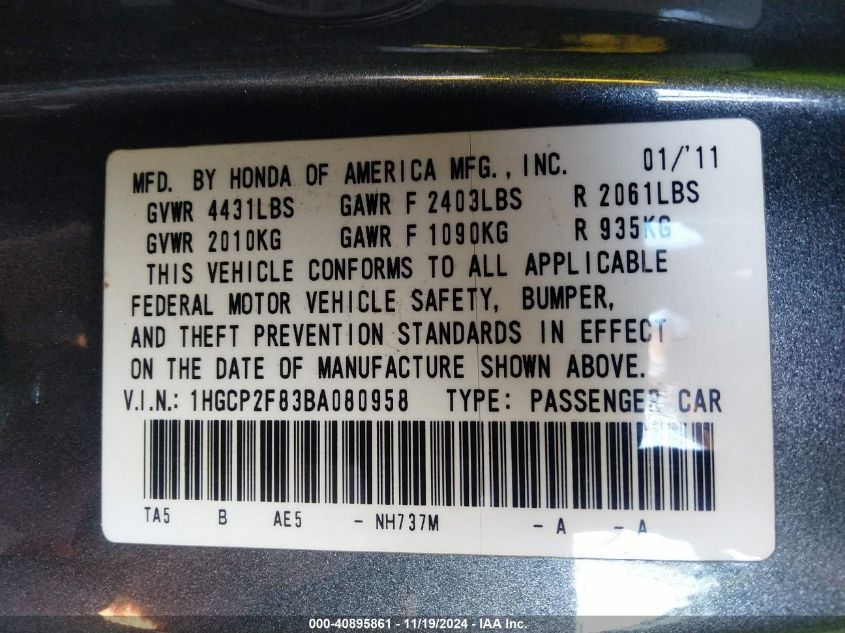 MFD. BY HONDA OF AMERICA MFG., INC. 01/'11
GVWR 4431LBS GAWR F 2403LBS R 2061LBS
GVWR 2010KG GAWR F 1090KG R 935KG
THIS VEHICLE CONFORMS TO ALL APPLICABLE
FEDERAL MOTOR VEHICLE SAFETY, BUMPER,
AND THEFT PREVENTION STANDARDS IN EFFECT
ON THE DATE OF MANUFACTURE SHOWN ABOVE.
V.I.N.: 1HGCP2F83BA080958 TYPE: PASSENGER CAR
TA5 B AE5 - NH737M - A - A
000-40895861 - 11/19/2024 - IAA Inc.